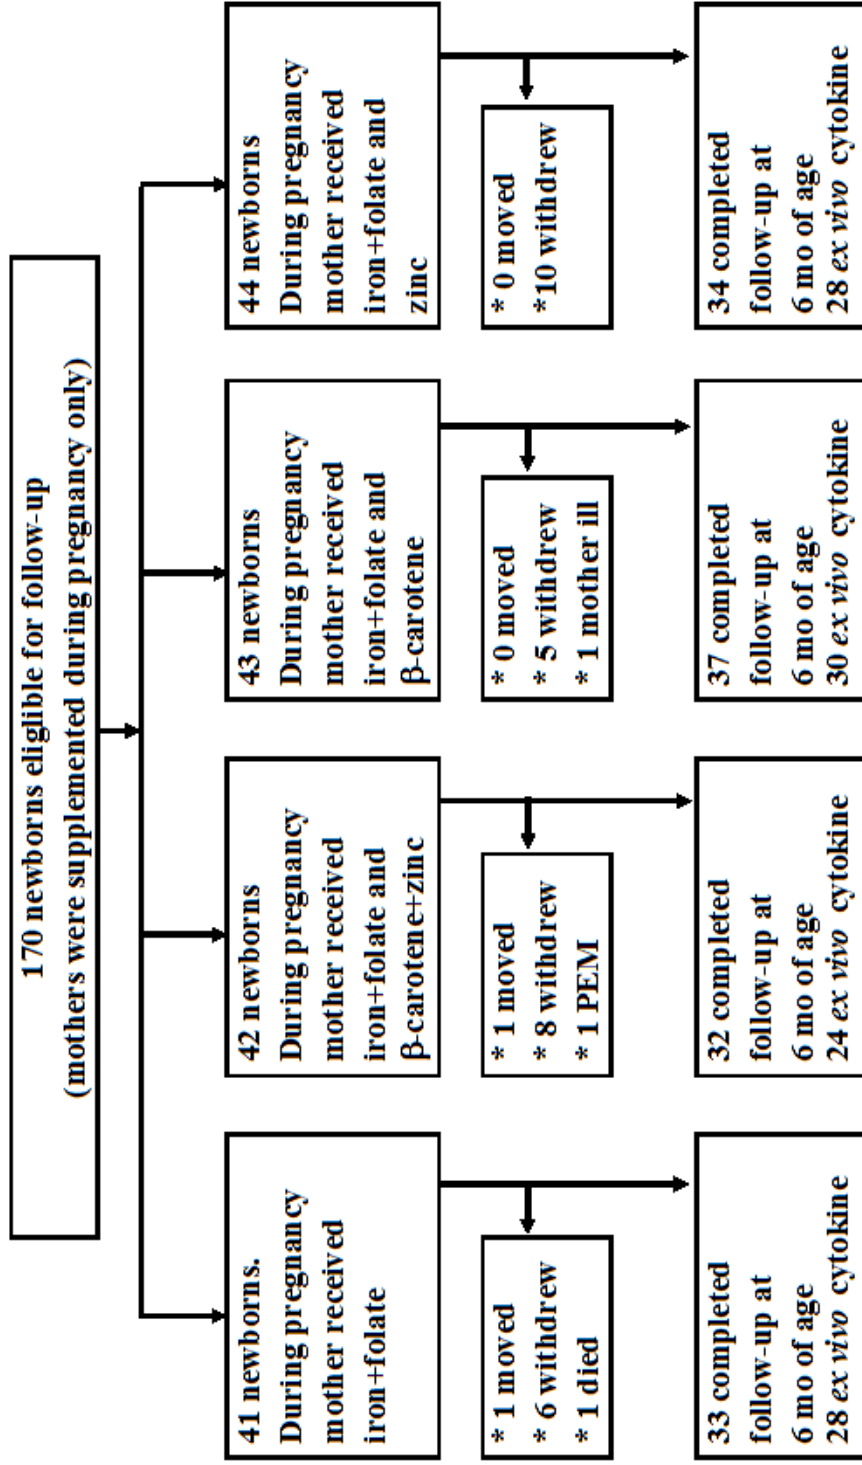 170 newborns eligible for follow-up
(mothers were supplemented during pregnancy only)
41 newborns.
During pregnancy
mother received
iron+folate
42 newborns
During pregnancy
mother received
iron+folate and
β-carotene+zinc
43 newborns
During pregnancy
mother received
iron+folate and
β-carotene
44 newborns
During pregnancy
mother received
iron+folate and
zinc
* 1 moved
* 6 withdrew
* 1 died
* 1 moved
* 8 withdrew
* 1 PEM
* 0 moved
* 5 withdrew
* 1 mother ill
* 0 moved
*10 withdrew
33 completed
follow-up at
6 mo of age
28 ex vivo cytokine
32 completed
follow-up at
6 mo of age
24 ex vivo cytokine
37 completed
follow-up at
6 mo of age
30 ex vivo cytokine
34 completed
follow-up at
6 mo of age
28 ex vivo cytokine